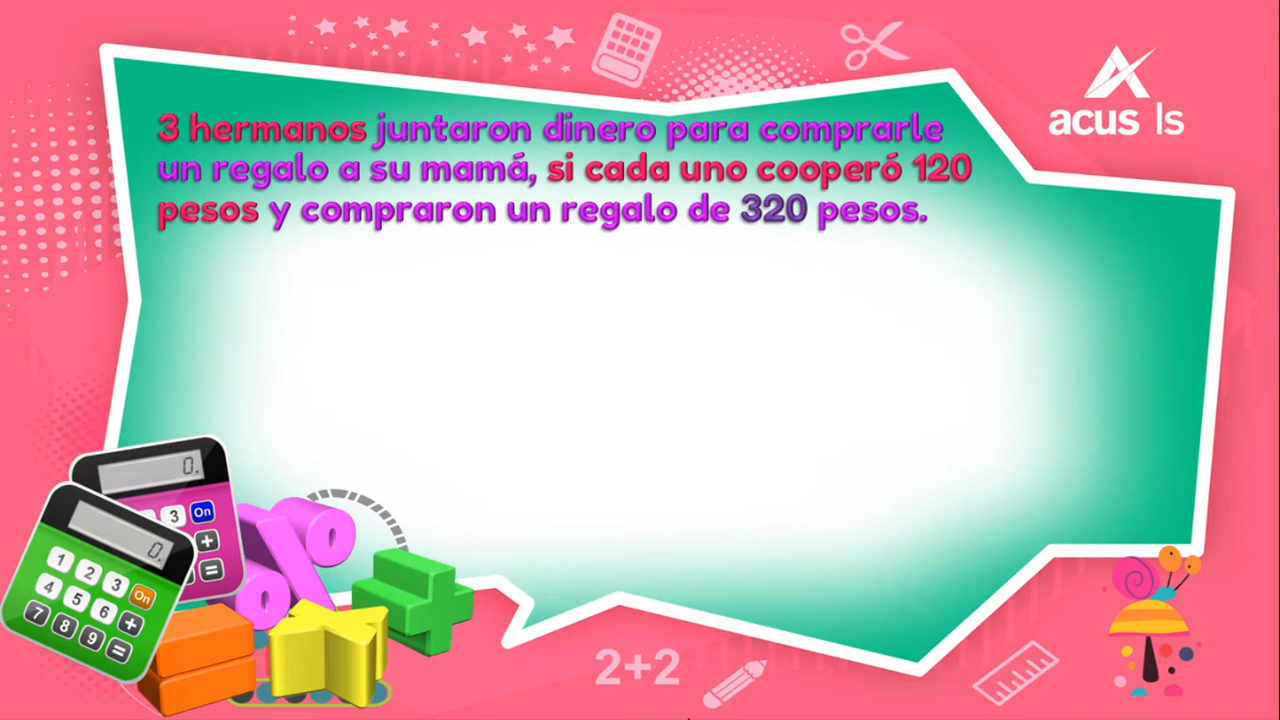 acus ls
3 hermanos juntaron dinero para comprarle
un regalo a su mamá, si cada uno cooperó 120
pesos y compraron un regalo de 320 pesos.
0.
3 On
+
=
0.
1 2 3 On
4 5 6 +
7 8 9 =
2+2